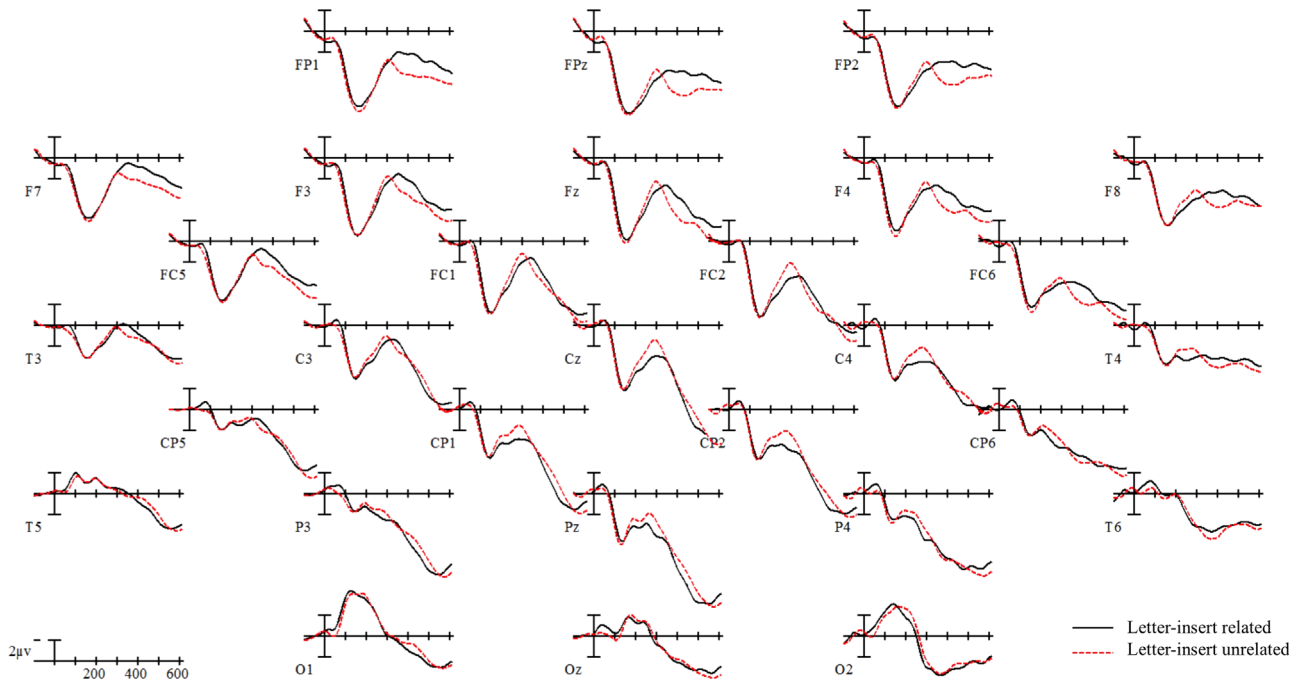 FP1 FPz FP2
F7 F3 Fz F4 F8
FC5 FC1 FC2 FC6
T3 C3 Cz C4 T4
CP5 CP1 CP2 CP6
T5 P3 Pz P4 T6
2μv
200 400 600
O1 Oz O2
Letter-insert related
Letter-insert unrelated